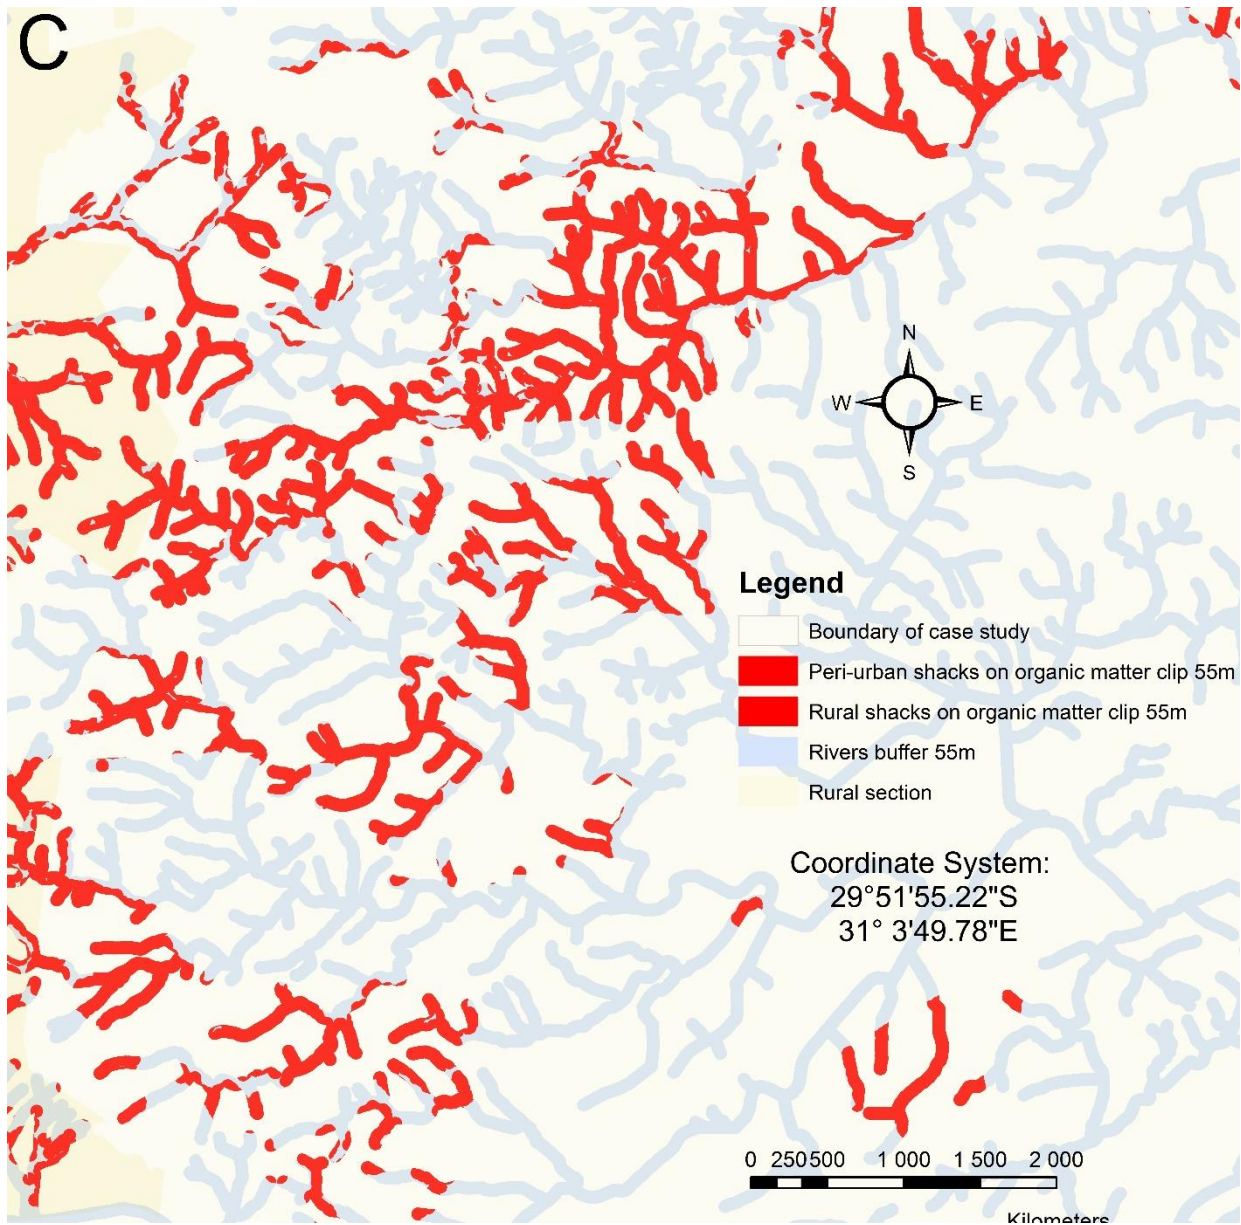 C
N
W E
S
Legend
Boundary of case study
Peri-urban shacks on organic matter clip 55m
Rural shacks on organic matter clip 55m
Rivers buffer 55m
Rural section
Coordinate System:
29°51'55.22"S
31° 3'49.78"E
0 250 500 1 000 1 500 2 000
Kilometers